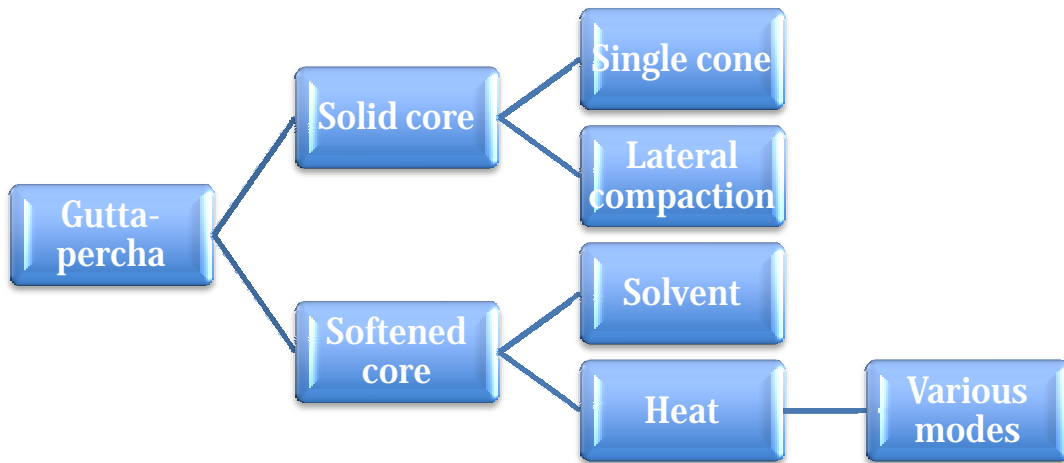 Gutta-
percha
Solid core
Single cone
Lateral
compaction
Softened
core
Solvent
Heat
Various
modes